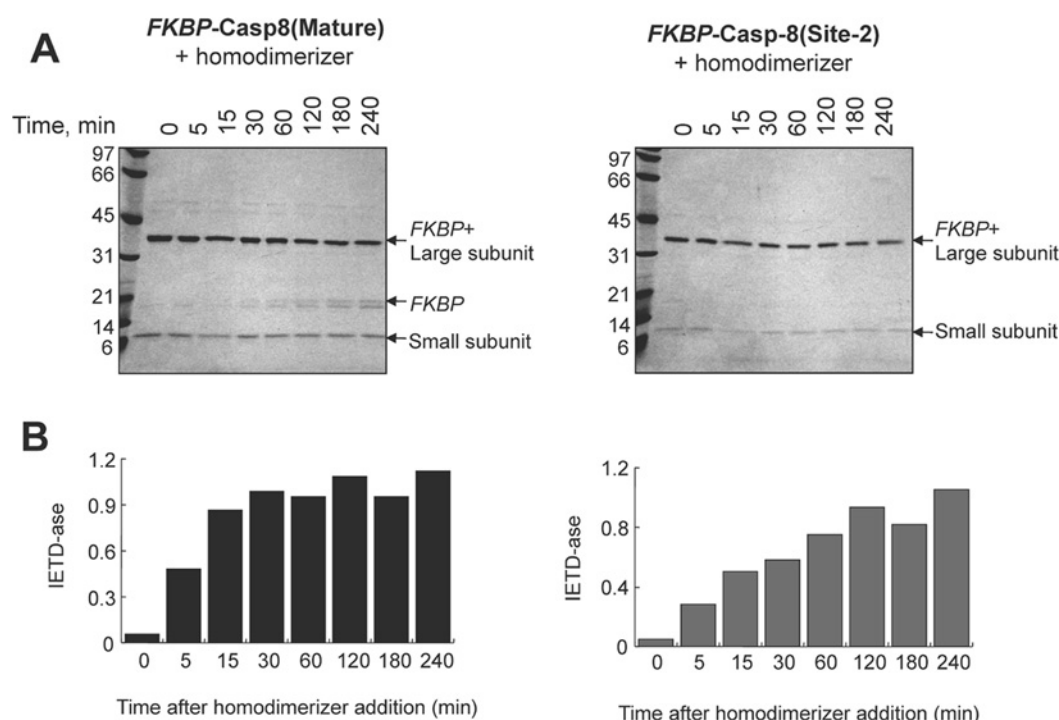 A
FKBP-Casp8(Mature)
+ homodimerizer
Time, min
0 5 15 30 60 120 180 240
97
66
45
31
21
14
6
FKBP+
Large subunit
FKBP
Small subunit
FKBP-Casp-8(Site-2)
+ homodimerizer
0 5 15 30 60 120 180 240
97
66
45
31
21
14
6
FKBP+
Large subunit
Small subunit
B
IETD-ase
1.2
0.9
0.6
0.3
0
0 5 15 30 60 120 180 240
Time after homodimerizer addition (min)
IETD-ase
1.2
0.8
0.4
0
0 5 15 30 60 120 180 240
Time after homodimerizer addition (min)